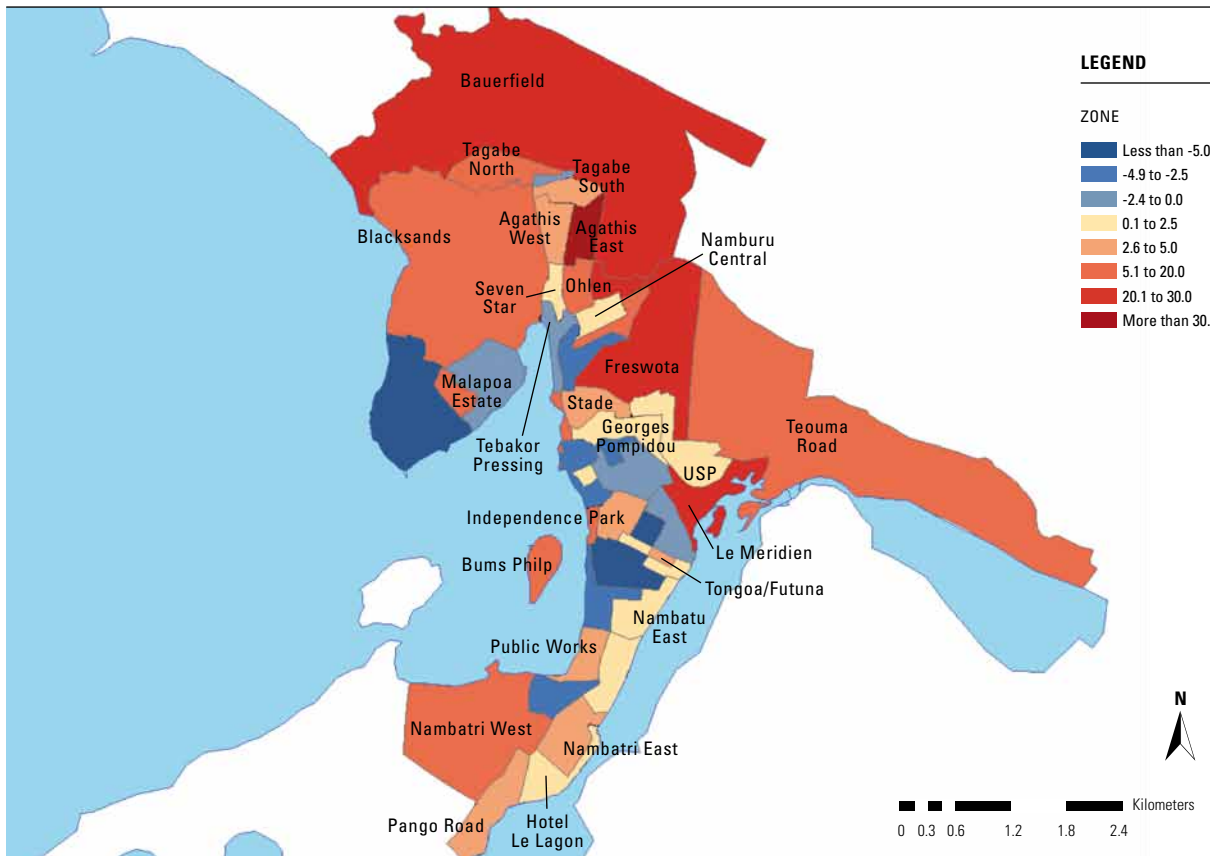 Bauerfield
Tagabe
North
Tagabe
South
Agathis
West
Agathis
East
Blacksands
Namburu
Central
Seven
Star
Ohlen
Malapoa
Estate
Freswota
Stade
Georges
Pompidou
Teouma
Road
Tebakor
Pressing
USP
Independence Park
Le Meridien
Bums Philp
Tongoa/Futuna
Nambatu
East
Public Works
Nambatri West
Nambatri East
Pango Road
Hotel
Le Lagon
LEGEND
ZONE
Less than -5.0
-4.9 to -2.5
-2.4 to 0.0
0.1 to 2.5
2.6 to 5.0
5.1 to 20.0
20.1 to 30.0
More than 30.
N
Kilometers
0 0.3 0.6 1.2 1.8 2.4